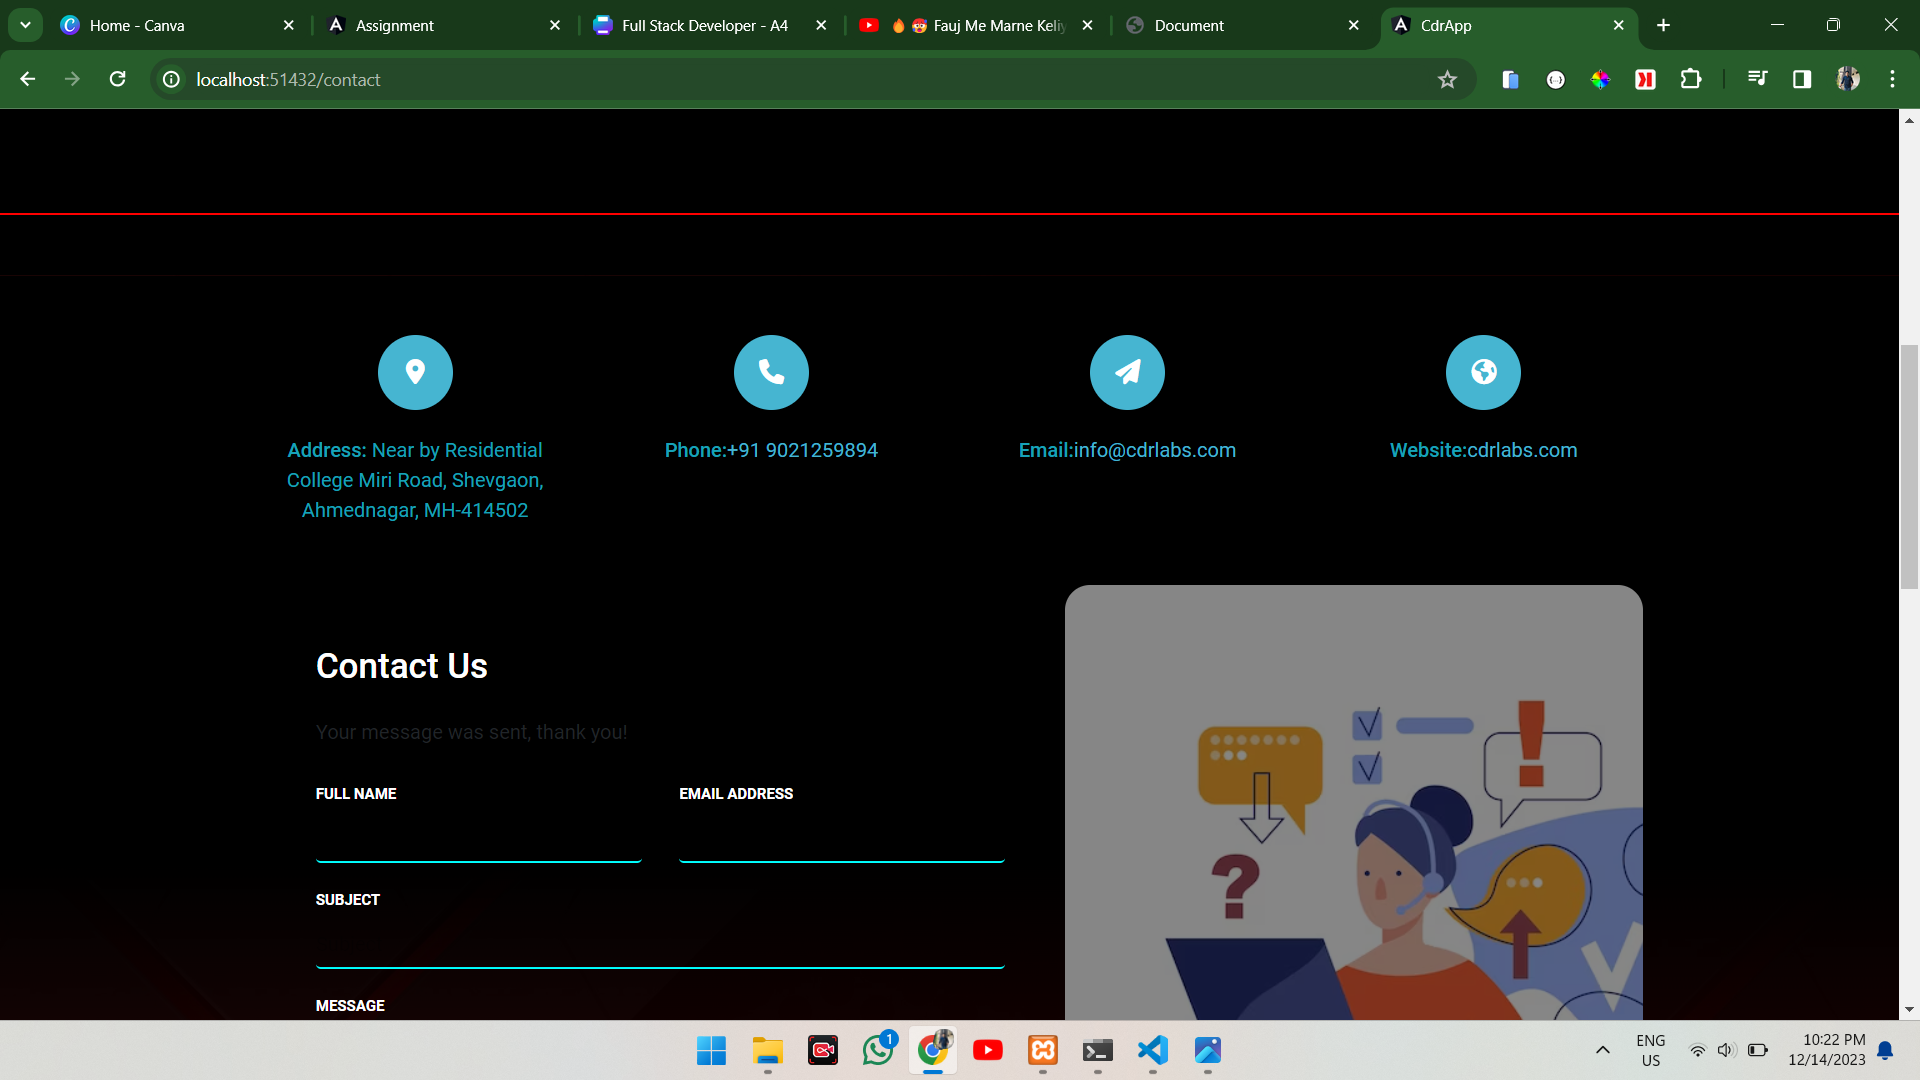 Home - Canva
Assignment
Full Stack Developer - A4
🔥 Fauj Me Marne Keliy
Document
CdrApp
localhost:51432/contact
Address: Near by Residential
College Miri Road, Shevgaon,
Ahmednagar, MH-414502
Phone:+91 9021259894
Email:info@cdrlabs.com
Website:cdrlabs.com
Contact Us
Your message was sent, thank you!
FULL NAME
EMAIL ADDRESS
SUBJECT
MESSAGE
1
ENG
US
10:22 PM
12/14/2023